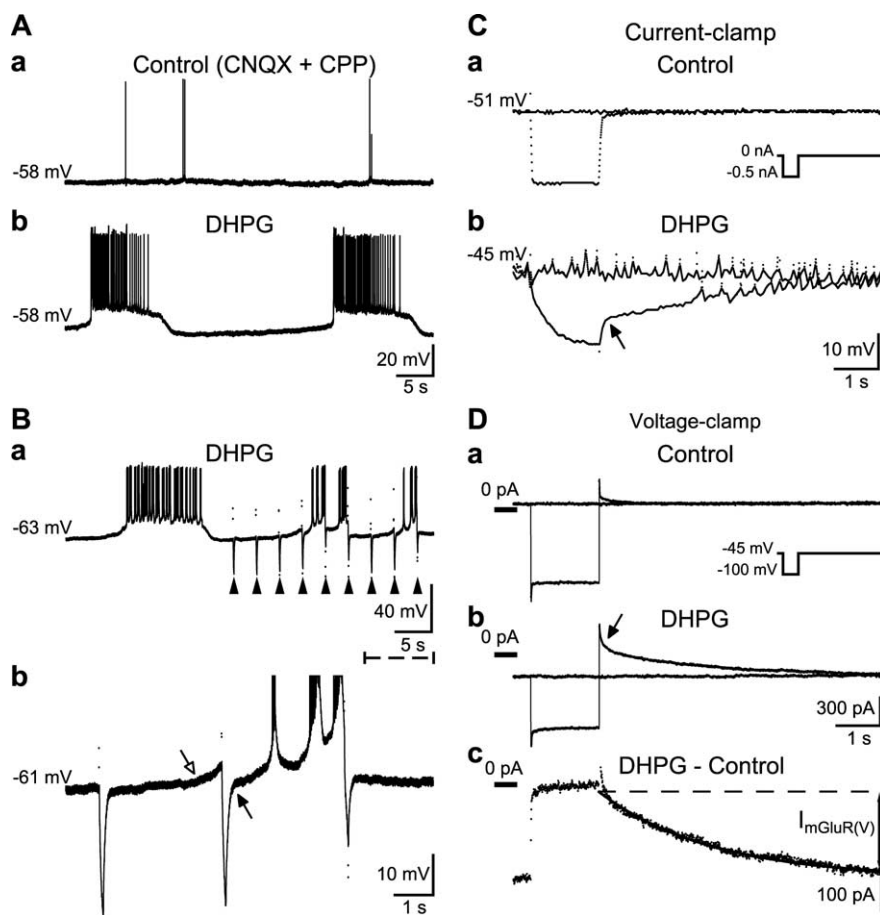 A
a
Control (CNQX + CPP)
-58 mV
b
DHPG
-58 mV
20 mV
5 s
B
a
DHPG
-63 mV
40 mV
5 s
b
-61 mV
10 mV
1 s
C
Current-clamp
a
Control
-51 mV
0 nA
-0.5 nA
b
DHPG
-45 mV
10 mV
1 s
D
Voltage-clamp
a
Control
0 pA
-45 mV
-100 mV
b
DHPG
0 pA
300 pA
1 s
c
DHPG - Control
0 pA
ImGluR(V)
100 pA